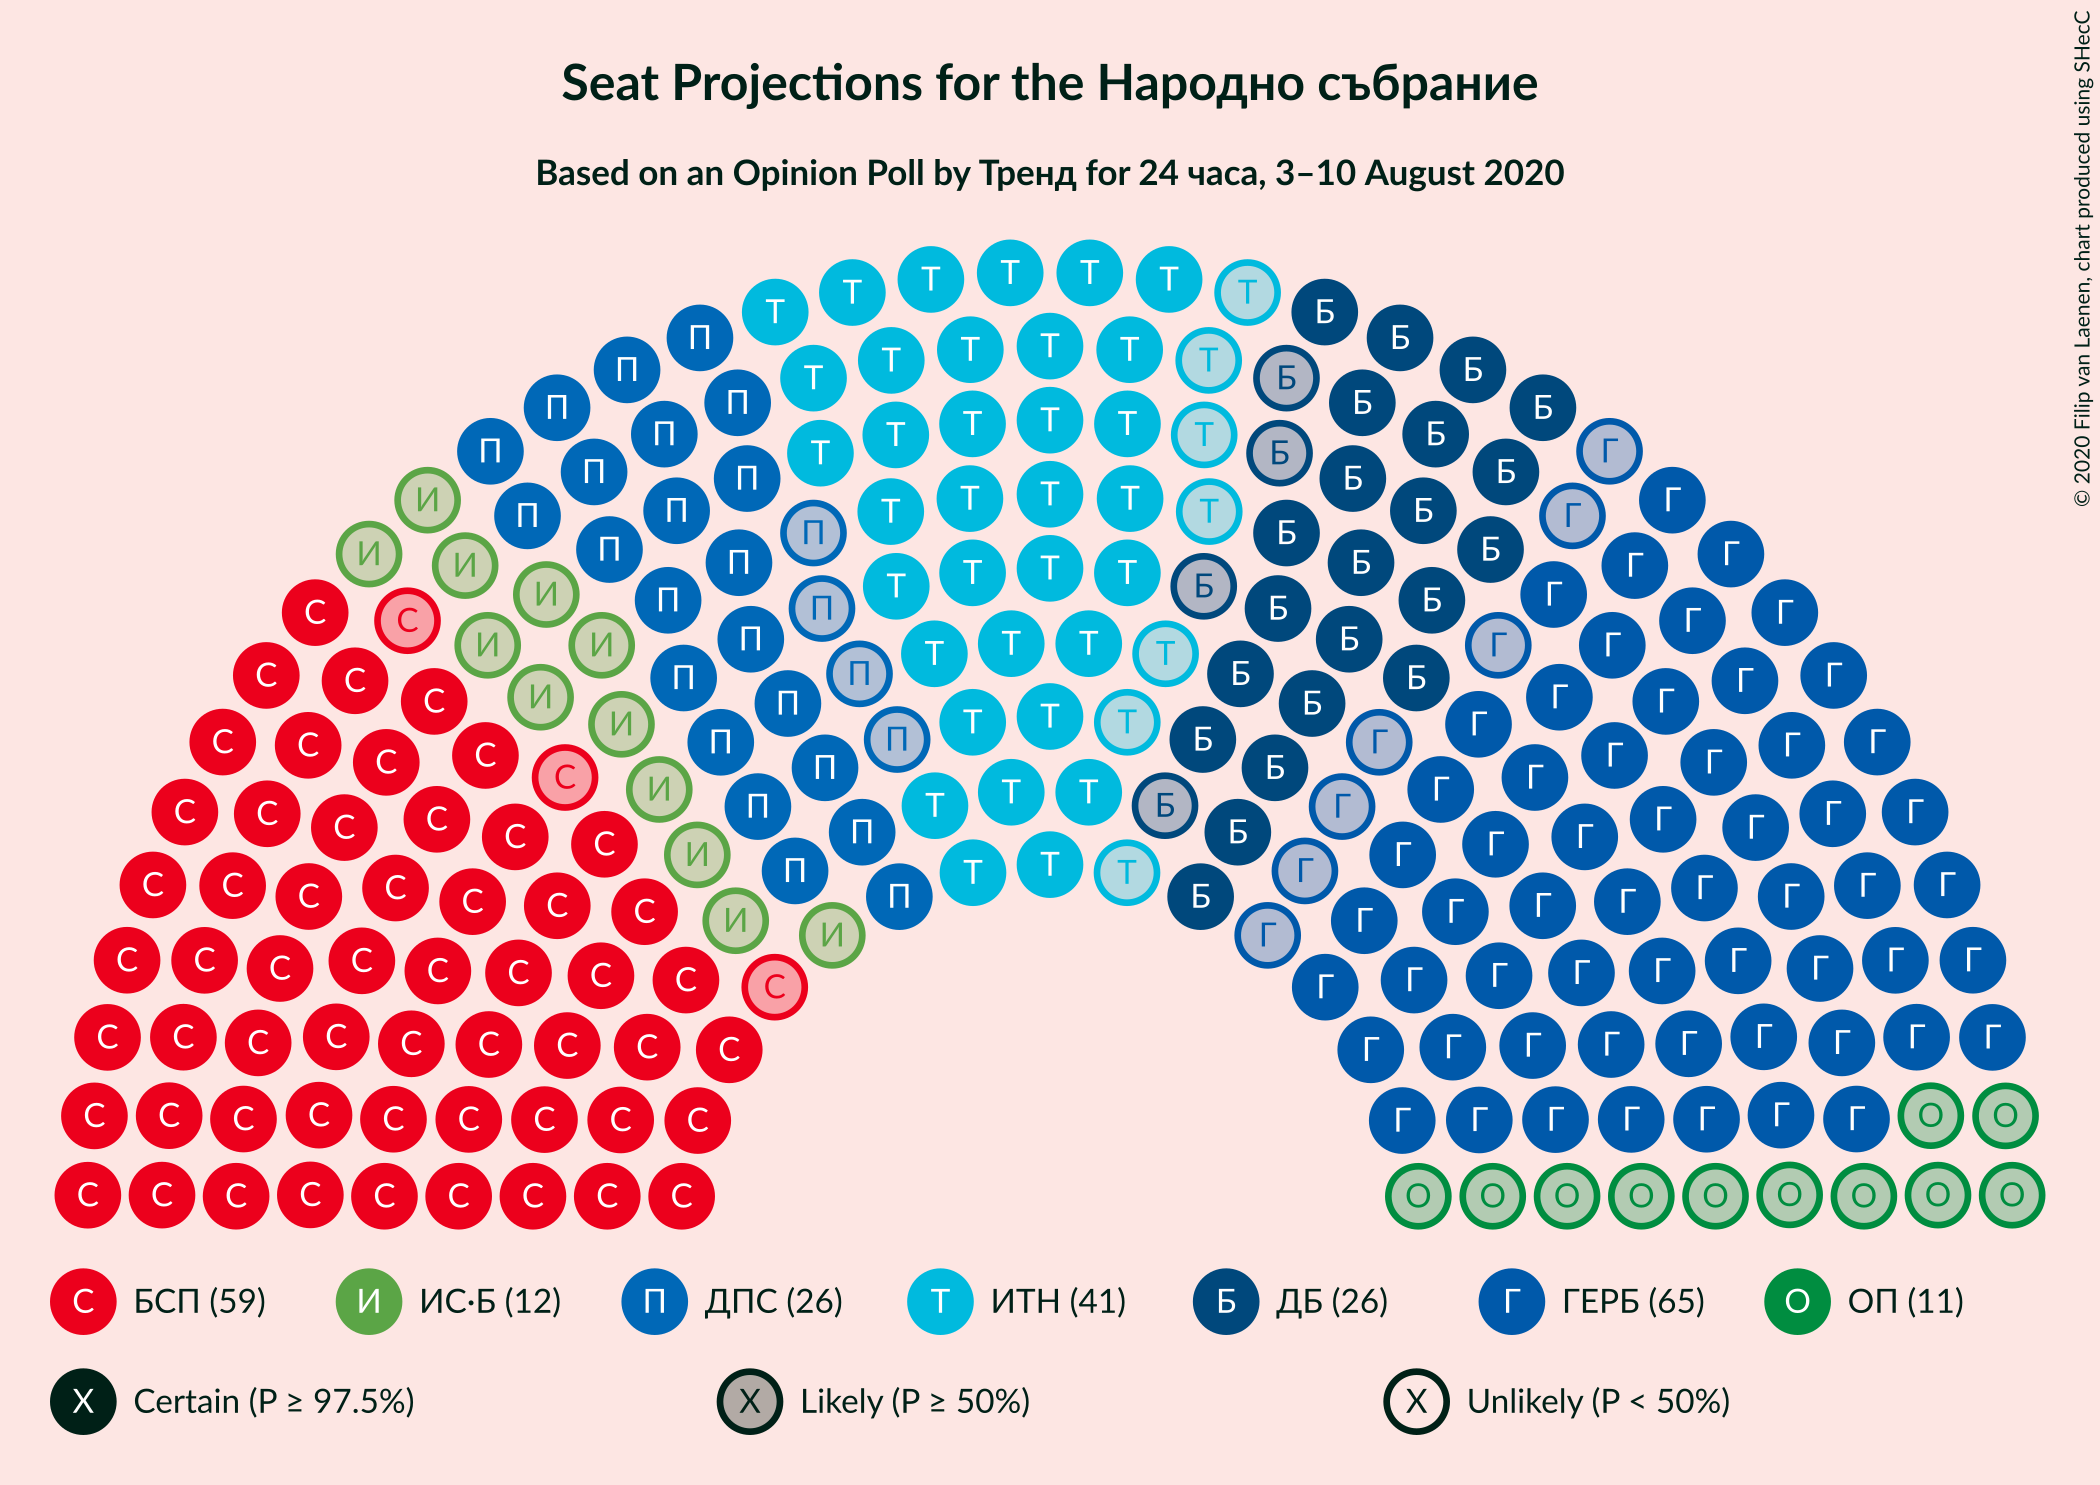 Seat Projections for the Народно събрание
Based on an Opinion Poll by Тренд for 24 часа, 3–10 August 2020
© 2020 Filip van Laenen, chart produced using SHecC
С БСП (59) И ИС·Б (12) П ДПС (26) Т ИТН (41) Б ДБ (26) Г ГЕРБ (65) О ОП (11)
X Certain (P ≥ 97.5%) X Likely (P ≥ 50%) X Unlikely (P < 50%)